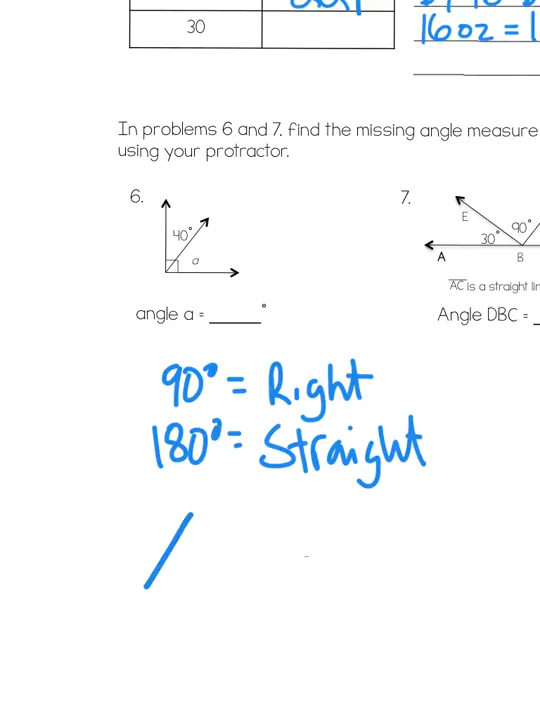 30
16oz = 1
In problems 6 and 7, find the missing angle measure
using your protractor.
6.
7.
40°
a
E
90°
30°
A
B
AC is a straight lin
angle a = ______°
Angle DBC = _
90° = Right
180° = Straight